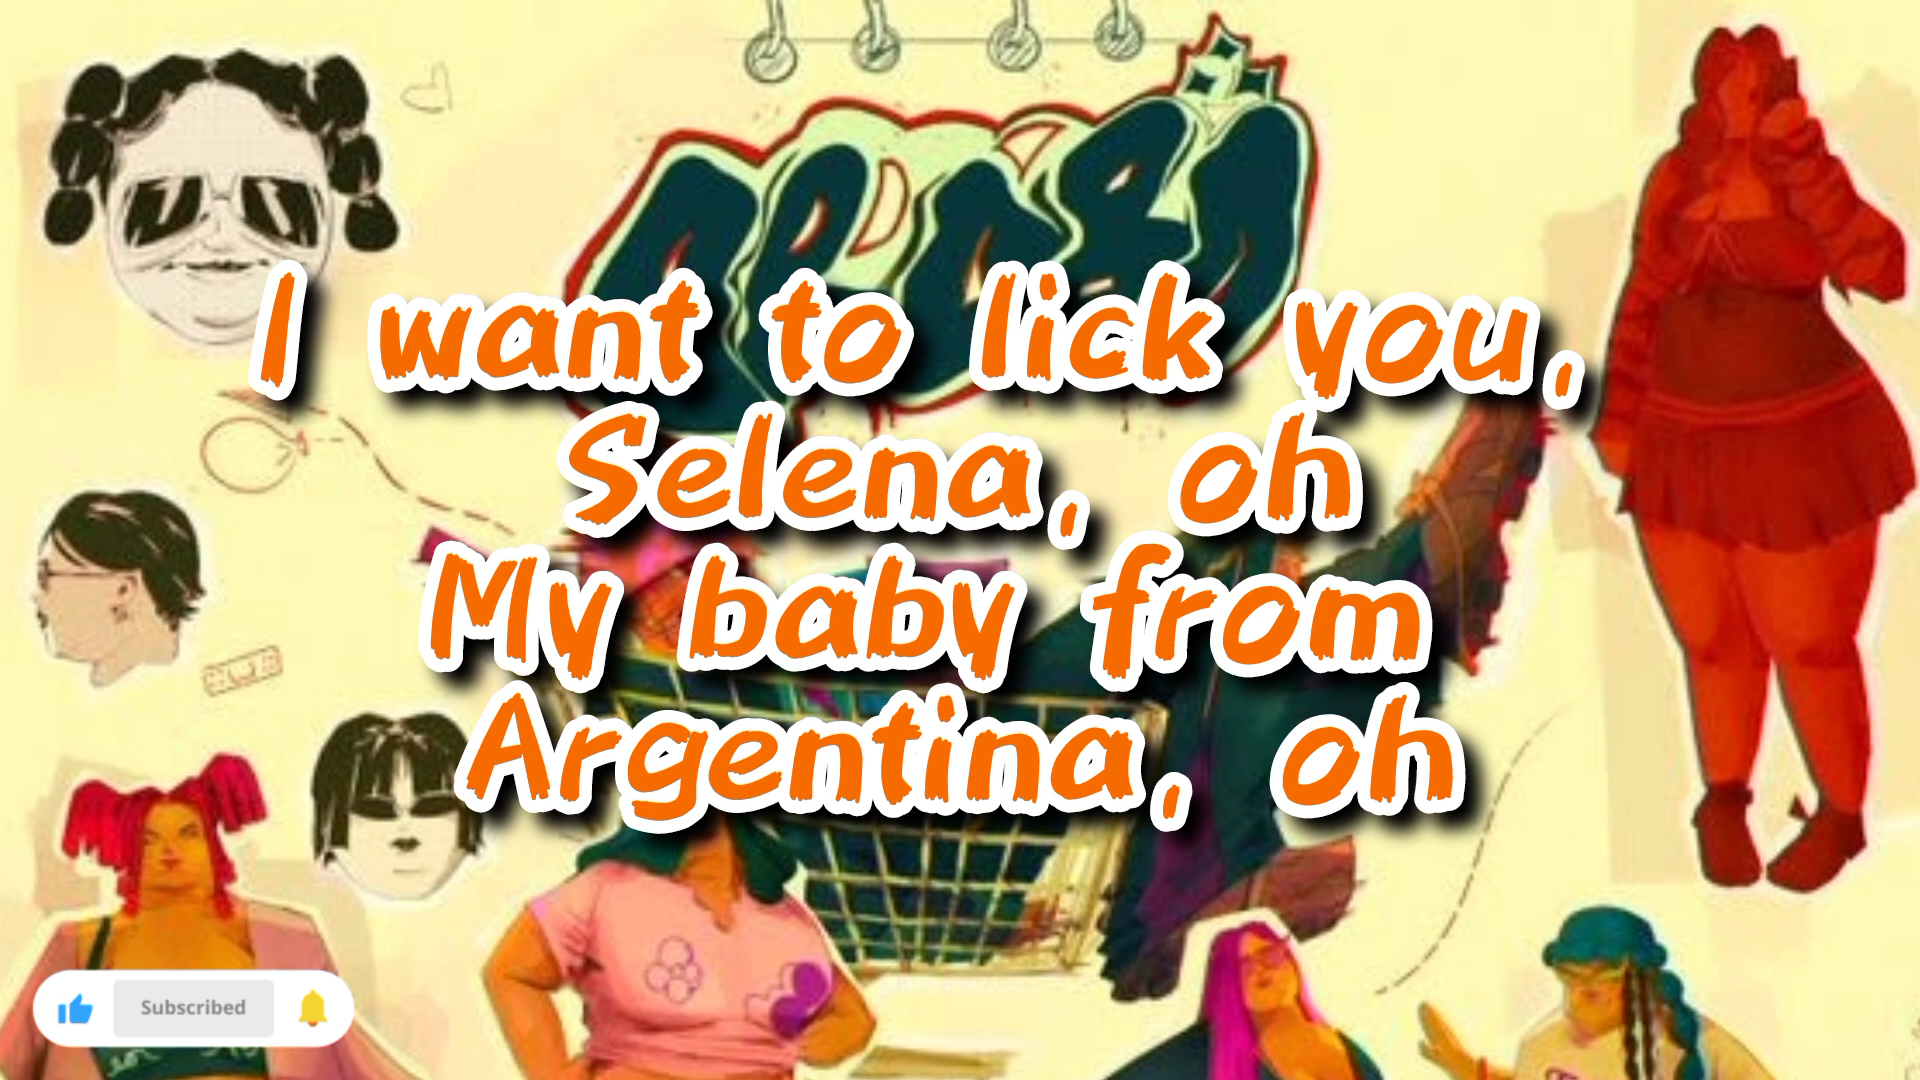 I want to lick you,
Selena, oh
My baby from
Argentina, oh
Subscribed